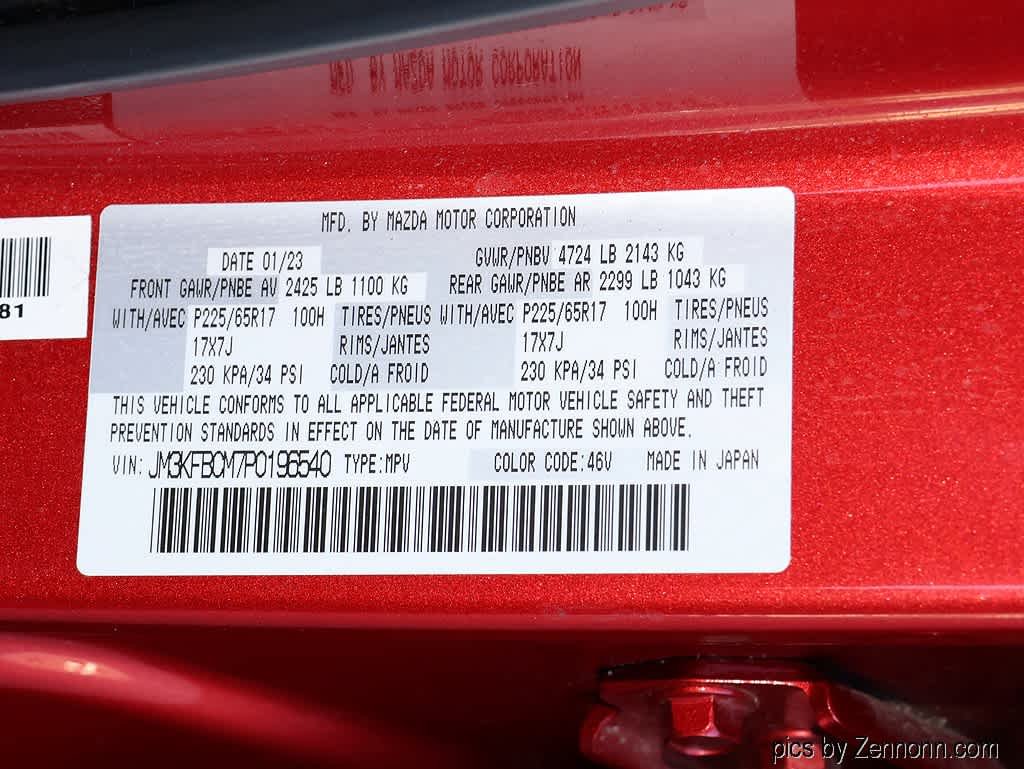 MFD. BY MAZDA MOTOR CORPORATION
81
DATE 01/23 GVWR/PNBV 4724 LB 2143 KG
FRONT GAWR/PNBE AV 2425 LB 1100 KG REAR GAWR/PNBE AR 2299 LB 1043 KG
WITH/AVEC P225/65R17 100H TIRES/PNEUS WITH/AVEC P225/65R17 100H TIRES/PNEUS
17X7J RIMS/JANTES 17X7J RIMS/JANTES
230 KPA/34 PSI COLD/A FROID 230 KPA/34 PSI COLD/A FROID
THIS VEHICLE CONFORMS TO ALL APPLICABLE FEDERAL MOTOR VEHICLE SAFETY AND THEFT
PREVENTION STANDARDS IN EFFECT ON THE DATE OF MANUFACTURE SHOWN ABOVE.
VIN: JM3KFBCM7P0196540 TYPE:MPV COLOR CODE:46V MADE IN JAPAN
pics by Zennonn.com